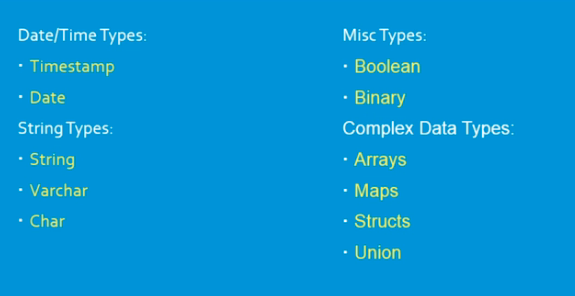 Date/Time Types:
· Timestamp
· Date
String Types:
· String
· Varchar
· Char
Misc Types:
· Boolean
· Binary
Complex Data Types:
· Arrays
· Maps
· Structs
· Union